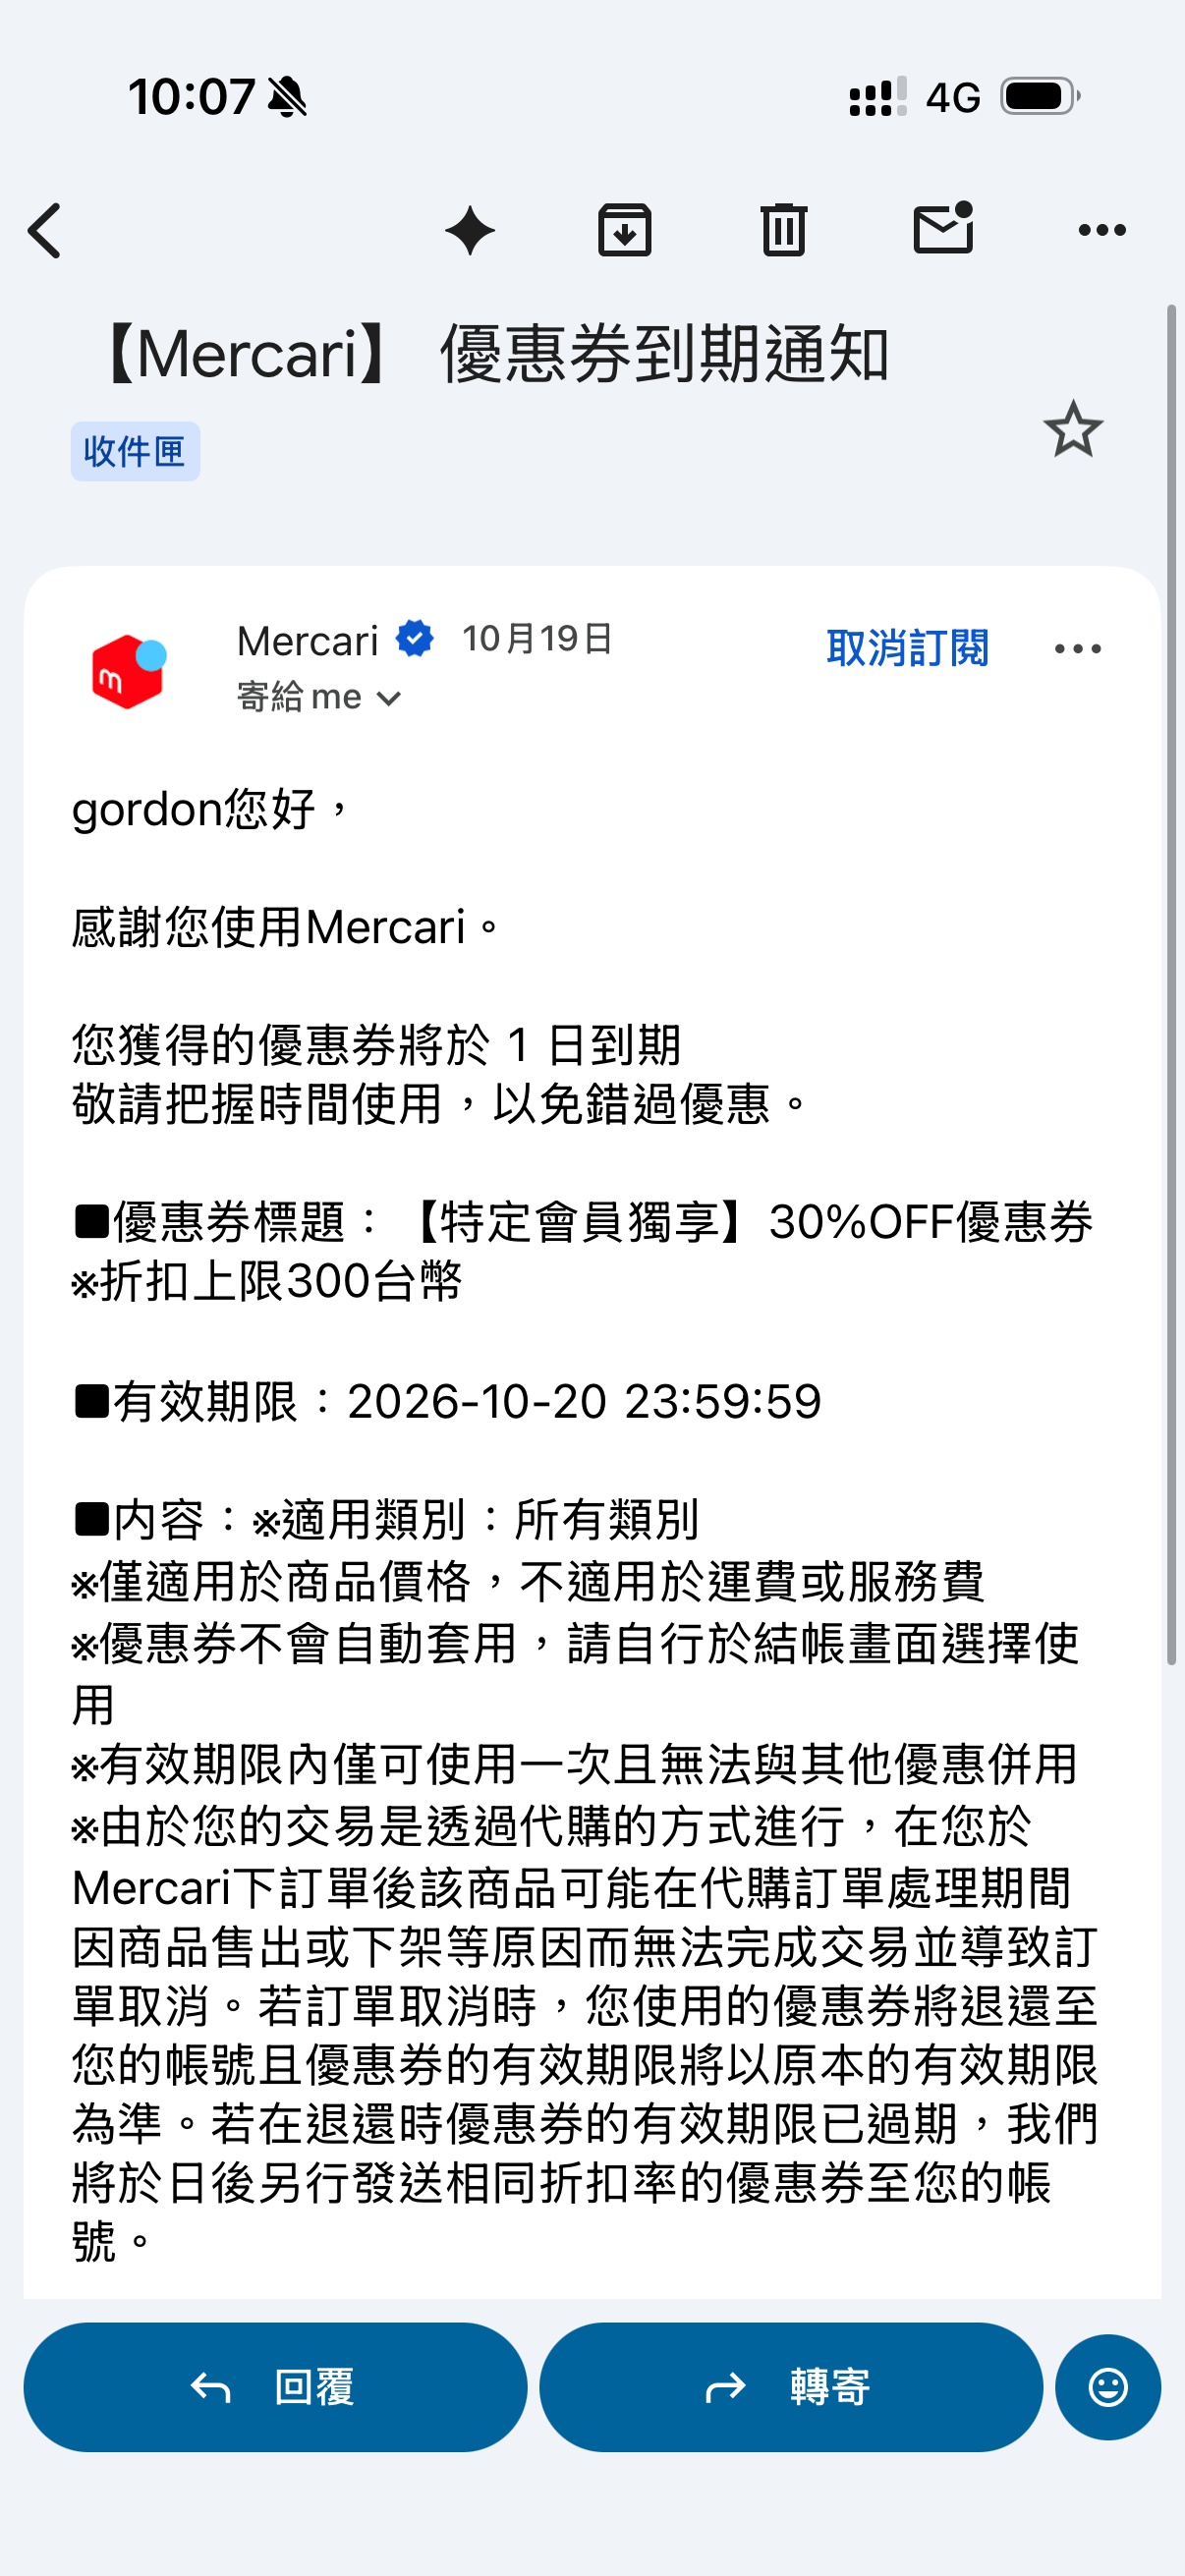 10:07
4G
【Mercari】 優惠券到期通知
收件匣
Mercari 10月19日
取消訂閱
寄給 me
m
gordon您好，
感謝您使用Mercari。
您獲得的優惠券將於 1 日到期
敬請把握時間使用，以免錯過優惠。
■優惠券標題：【特定會員獨享】30%OFF優惠券
※折扣上限300台幣
■有效期限：2026-10-20 23:59:59
■內容：※適用類別：所有類別
※僅適用於商品價格，不適用於運費或服務費
※優惠券不會自動套用，請自行於結帳畫面選擇使
用
※有效期限內僅可使用一次且無法與其他優惠併用
※由於您的交易是透過代購的方式進行，在您於
Mercari下訂單後該商品可能在代購訂單處理期間
因商品售出或下架等原因而無法完成交易並導致訂
單取消。若訂單取消時，您使用的優惠券將退還至
您的帳號且優惠券的有效期限將以原本的有效期限
為準。若在退還時優惠券的有效期限已過期，我們
將於日後另行發送相同折扣率的優惠券至您的帳
號。
回覆
轉寄